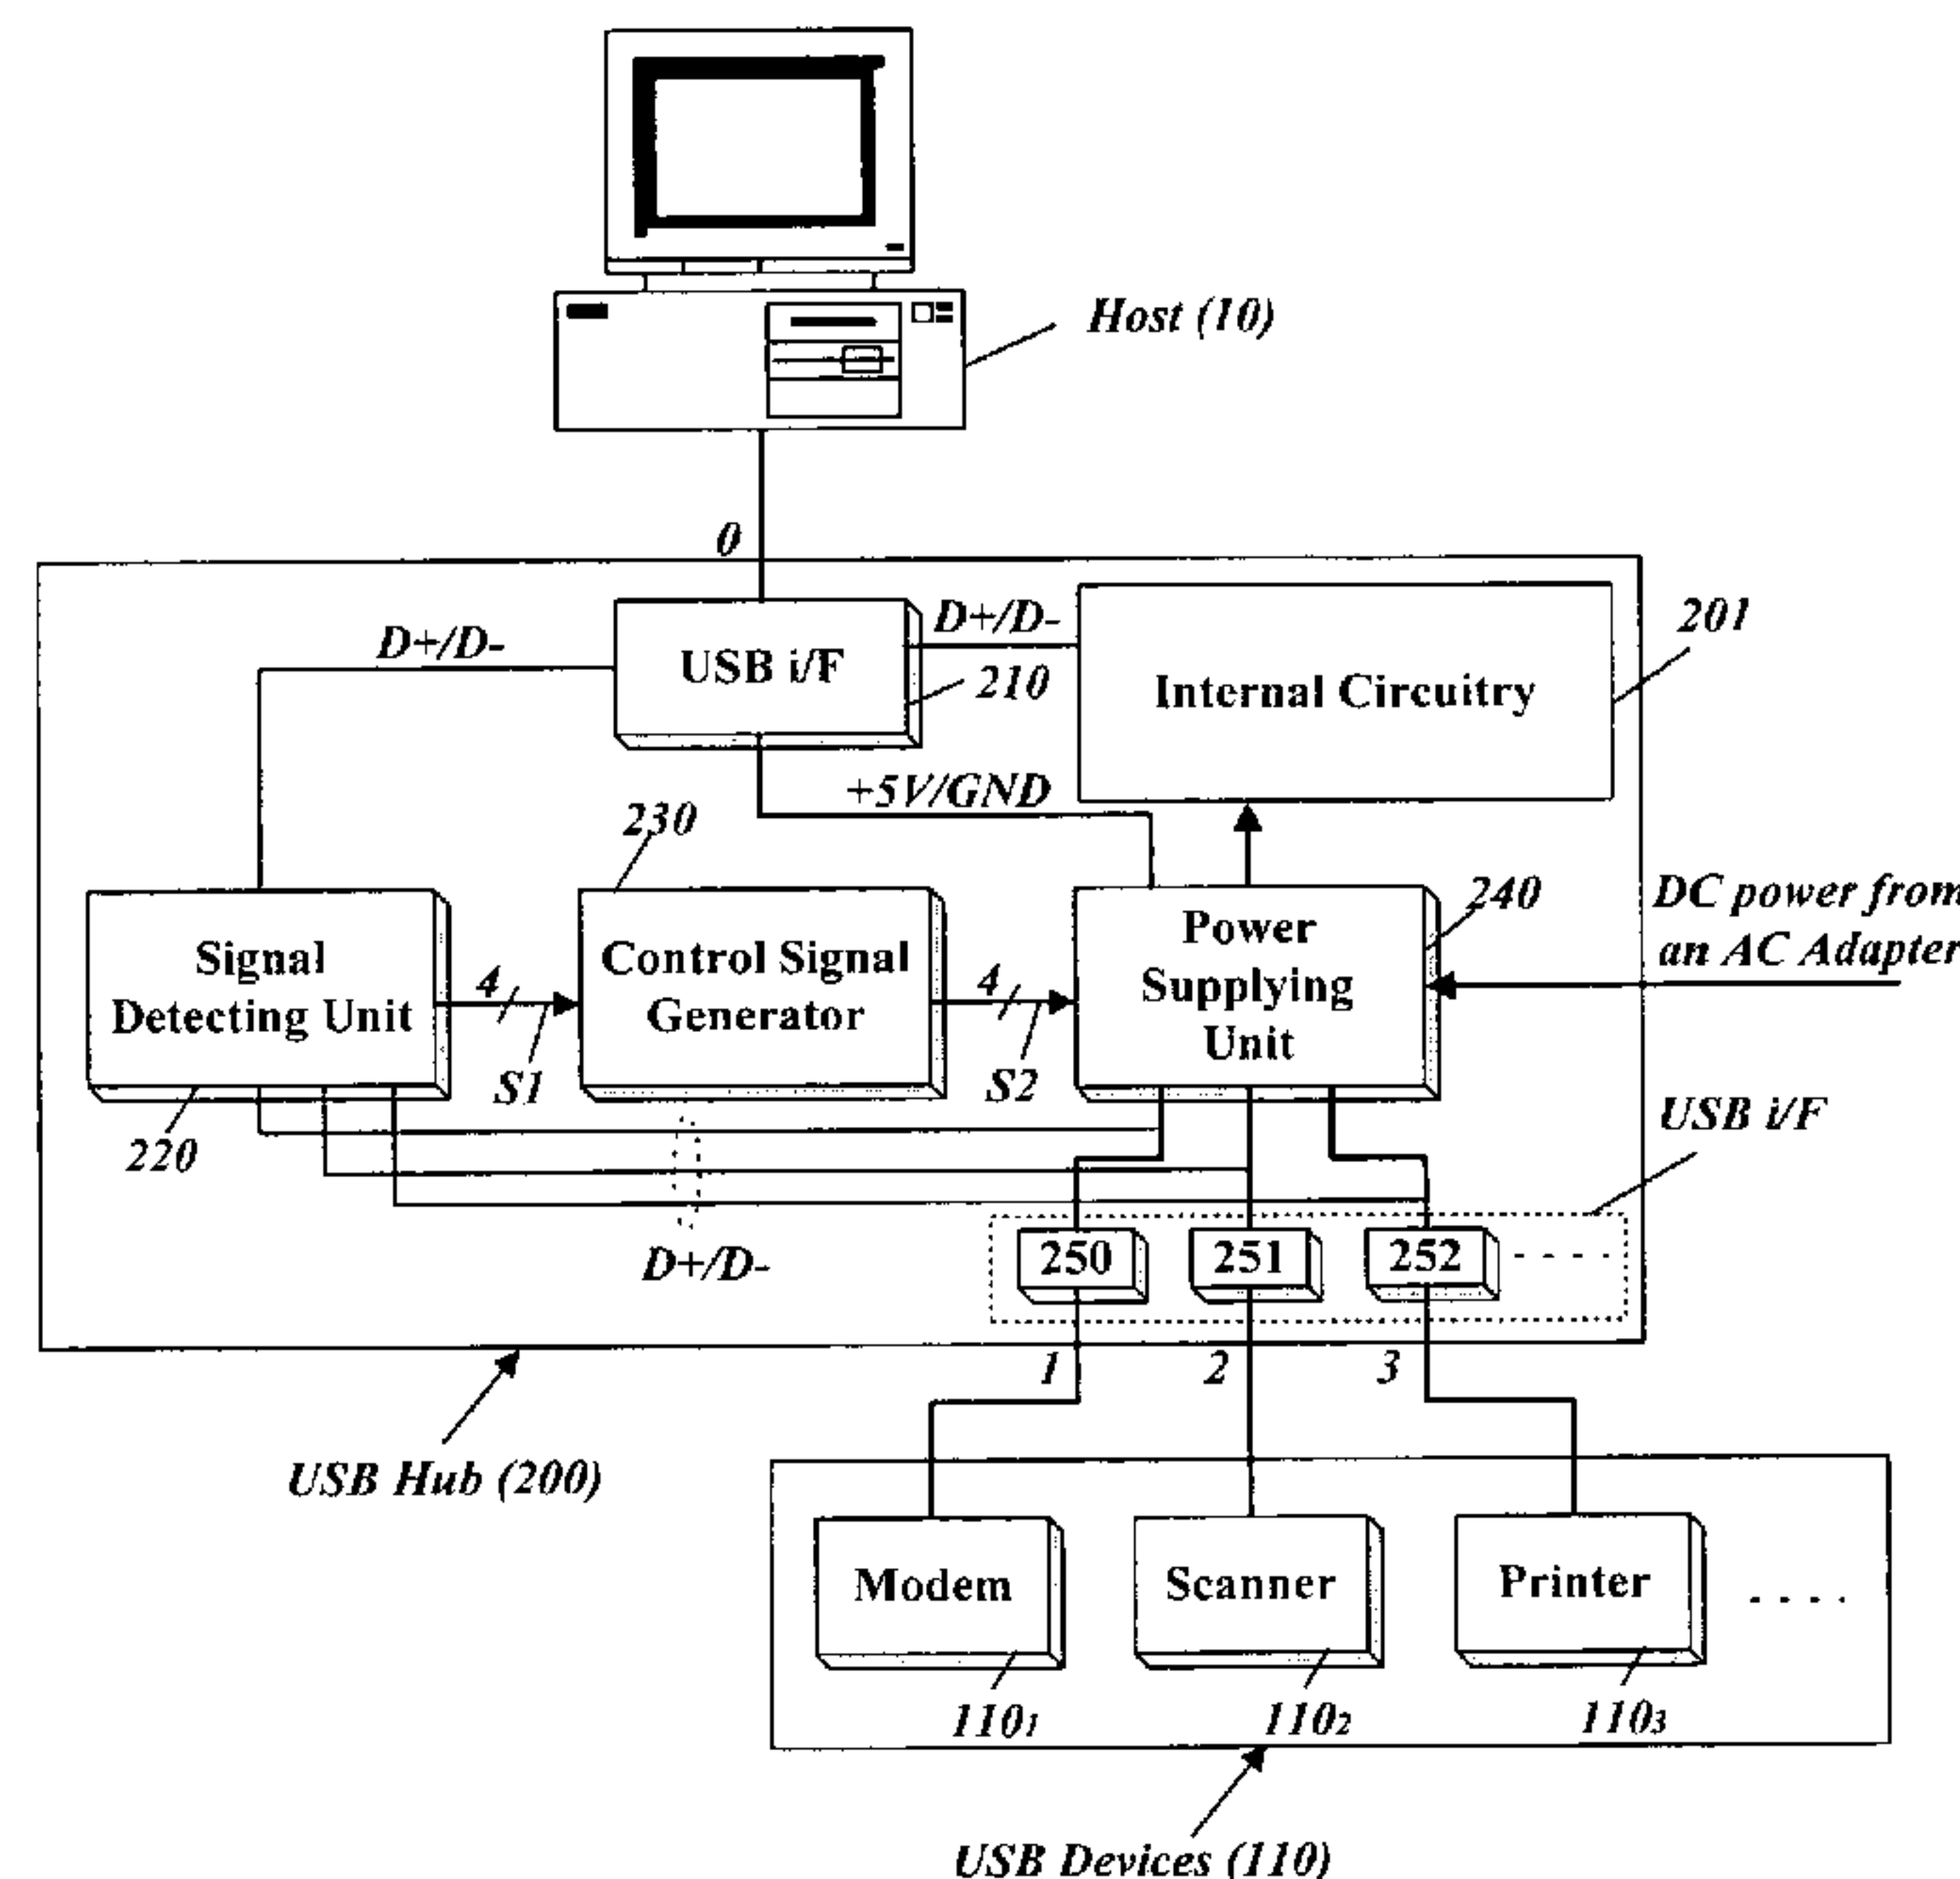 Host (10)
0
D+/D-
USB i/F
D+/D-
210
Internal Circuitry
201
+5V/GND
230
240
DC power from
an AC Adapter
Signal
Detecting Unit
4
S1
Control Signal
Generator
4
S2
Power
Supplying
Unit
220
USB i/F
D+/D-
250
251
252
1
2
3
USB Hub (200)
Modem
Scanner
Printer
110₁
110₂
110₃
USB Devices (110)